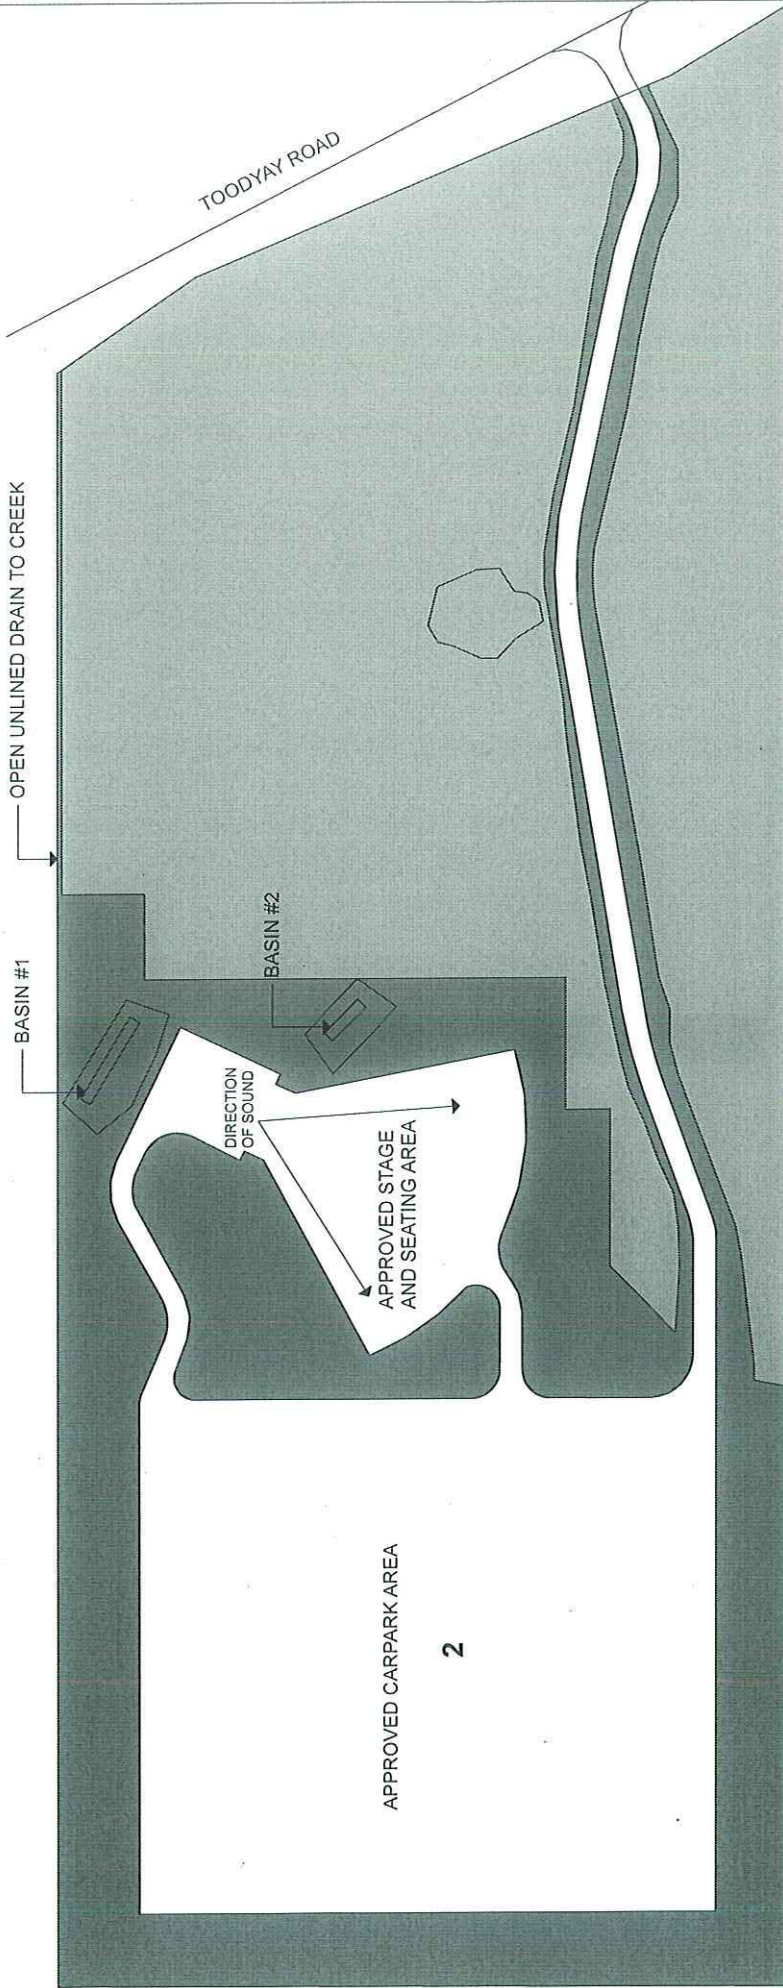 TOODYAY ROAD
OPEN UNLINED DRAIN TO CREEK
BASIN #1
BASIN #2
DIRECTION
OF SOUND
APPROVED STAGE
AND SEATING AREA
APPROVED CARPARK AREA
2